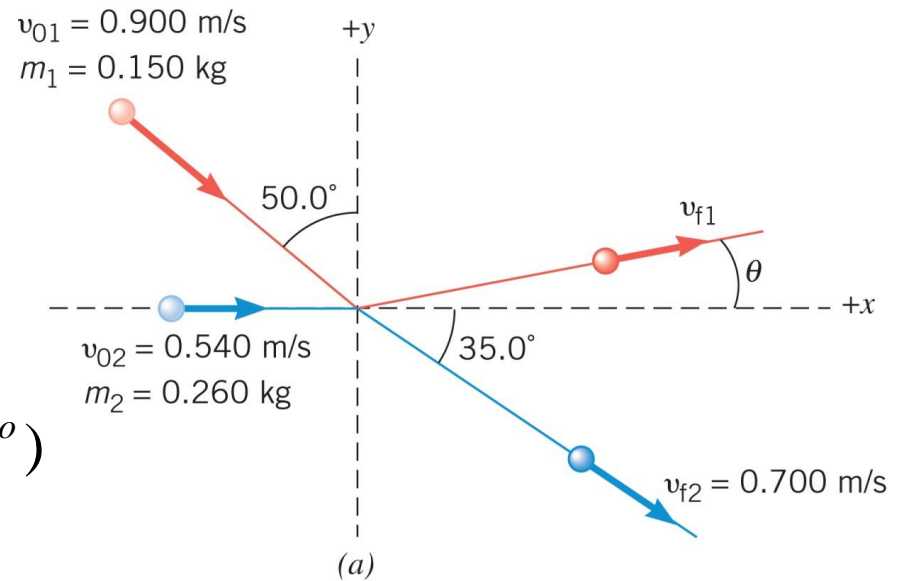 υ01 = 0.900 m/s
m1 = 0.150 kg
+y
50.0°
υf1
θ
+x
υ02 = 0.540 m/s
m2 = 0.260 kg
35.0°
o)
υf2 = 0.700 m/s
(a)